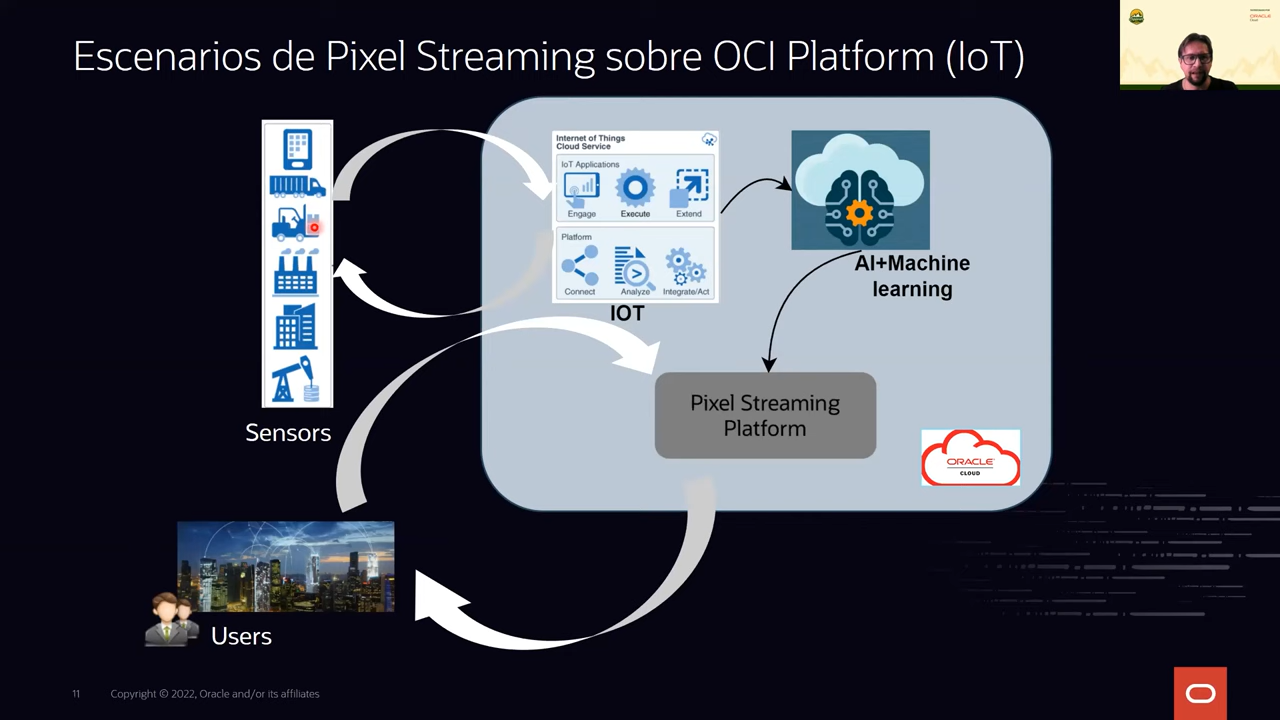 Escenarios de Pixel Streaming sobre OCI Platform (IoT)
ORACLE
Internet of Things
Cloud Service
IoT Applications
Engage
Execute
Extend
Platform
Connect
Analyze
Integrate/Act
IOT
AI+Machine
learning
Sensors
Pixel Streaming
Platform
ORACLE
CLOUD
Users
11
Copyright © 2022, Oracle and/or its affiliates